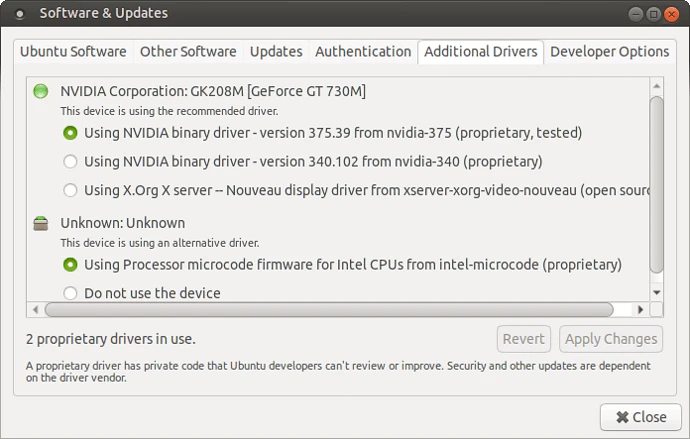 Software & Updates
Ubuntu Software Other Software Updates Authentication Additional Drivers Developer Options
NVIDIA Corporation: GK208M [GeForce GT 730M]
This device is using the recommended driver.
Using NVIDIA binary driver - version 375.39 from nvidia-375 (proprietary, tested)
Using NVIDIA binary driver - version 340.102 from nvidia-340 (proprietary)
Using X.Org X server -- Nouveau display driver from xserver-xorg-video-nouveau (open sourc
Unknown: Unknown
This device is using an alternative driver.
Using Processor microcode firmware for Intel CPUs from intel-microcode (proprietary)
Do not use the device
2 proprietary drivers in use.
Revert Apply Changes
A proprietary driver has private code that Ubuntu developers can't review or improve. Security and other updates are dependent
on the driver vendor.
Close